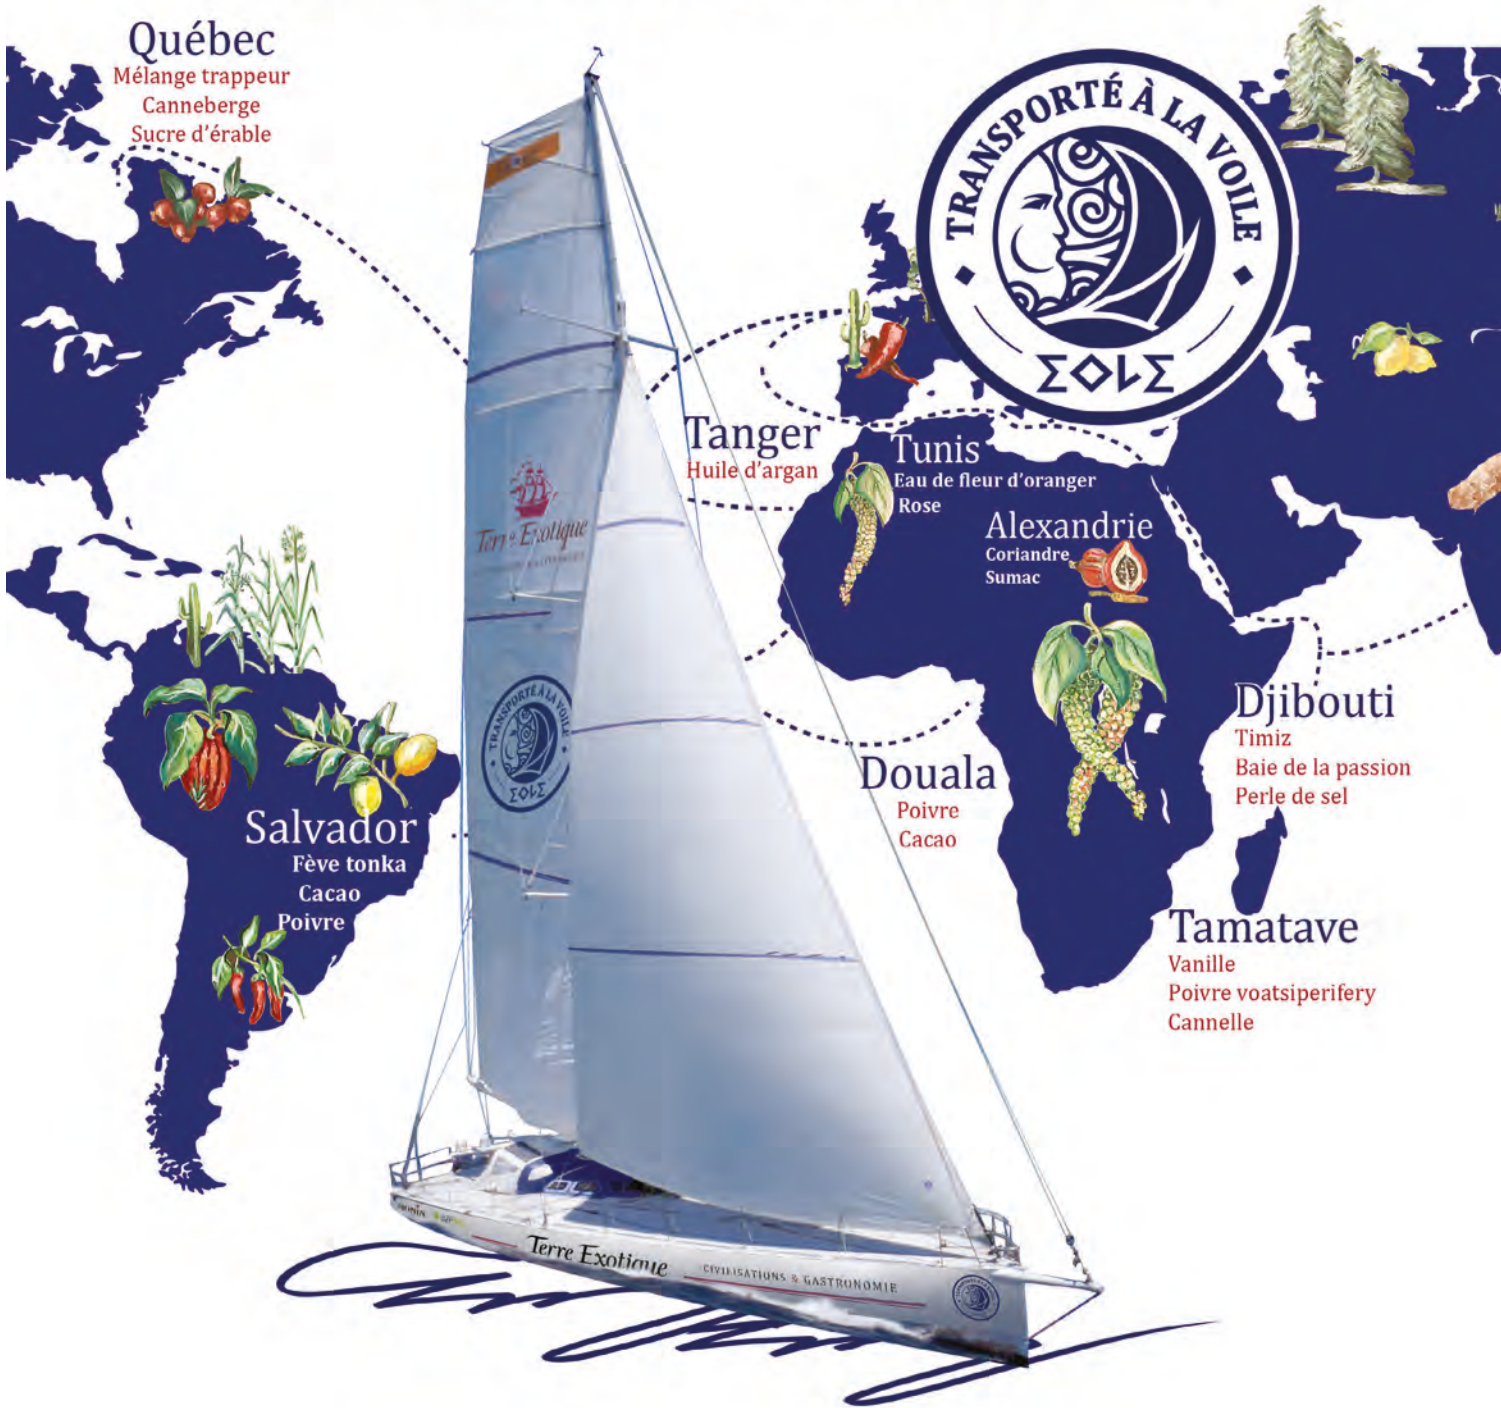 Québec
Mélange trappeur
Canneberge
Sucre d'érable
TRANSPORTÉ À LA VOILE
ΣOLΣ
Tanger
Huile d'argan
Tunis
Eau de fleur d'oranger
Rose
Alexandrie
Coriandre
Sumac
Terre Exotique
TRANSPORTÉ À LA VOILE
ΣOLΣ
Djibouti
Timiz
Baie de la passion
Perle de sel
Douala
Poivre
Cacao
Salvador
Fève tonka
Cacao
Poivre
Tamatave
Vanille
Poivre voatsiperifery
Cannelle
Terre Exotique
CIVILISATIONS & GASTRONOMIE